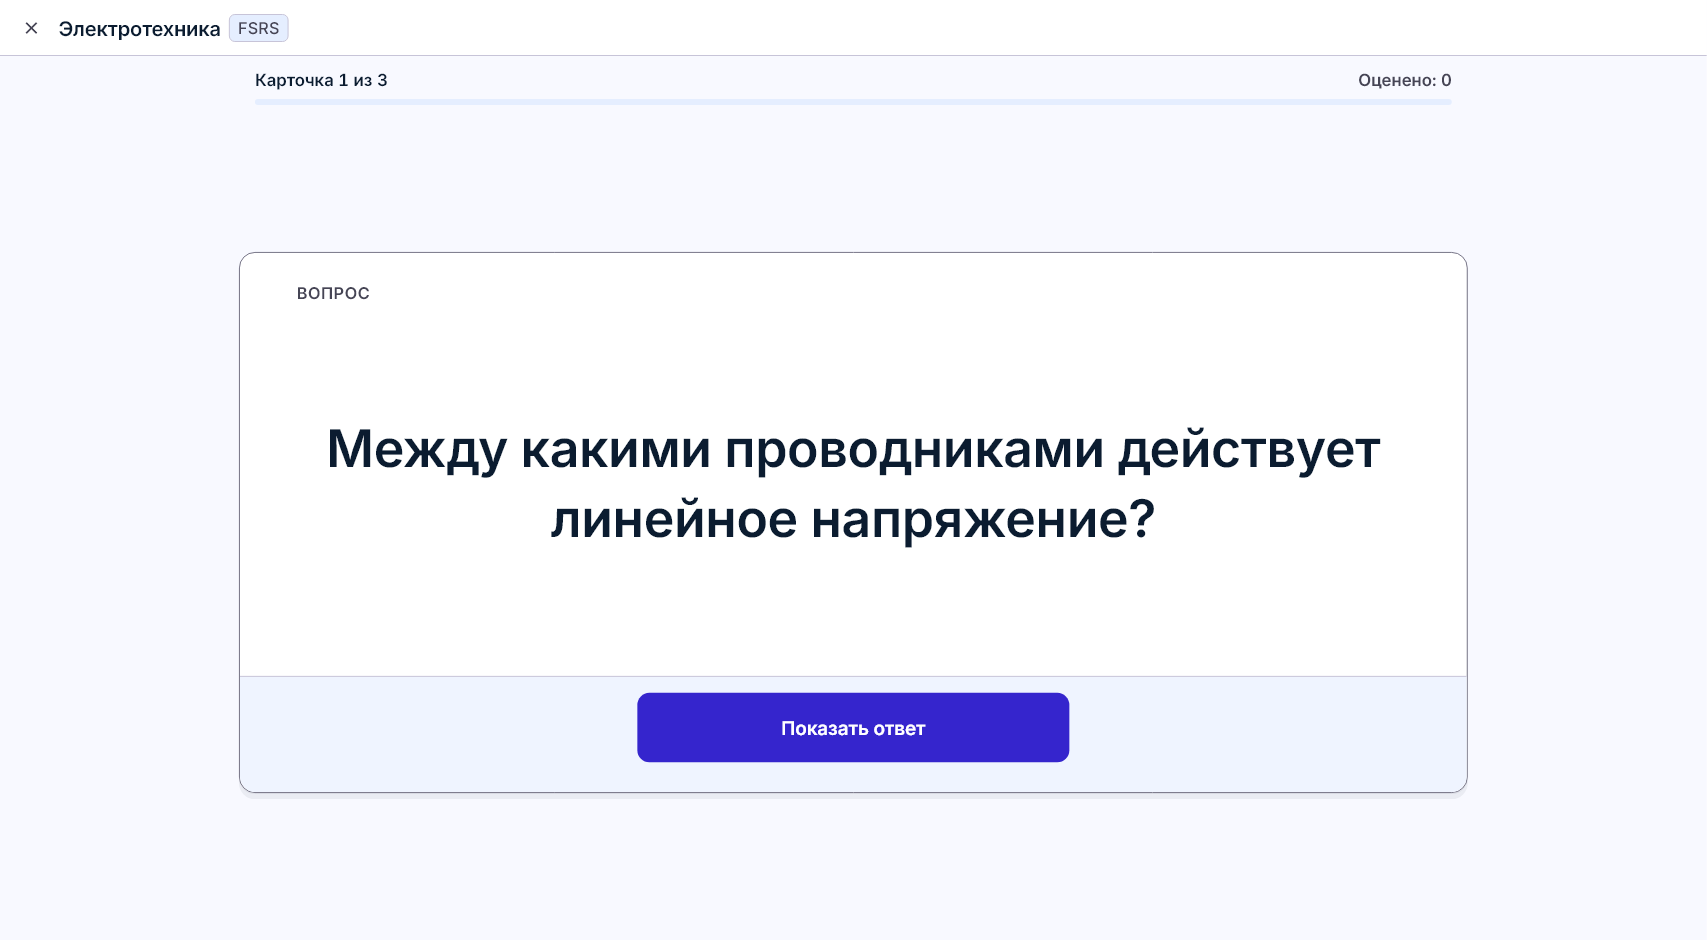 Электротехника FSRS
Карточка 1 из 3
Оценено: 0
ВОПРОС
Между какими проводниками действует
линейное напряжение?
Показать ответ